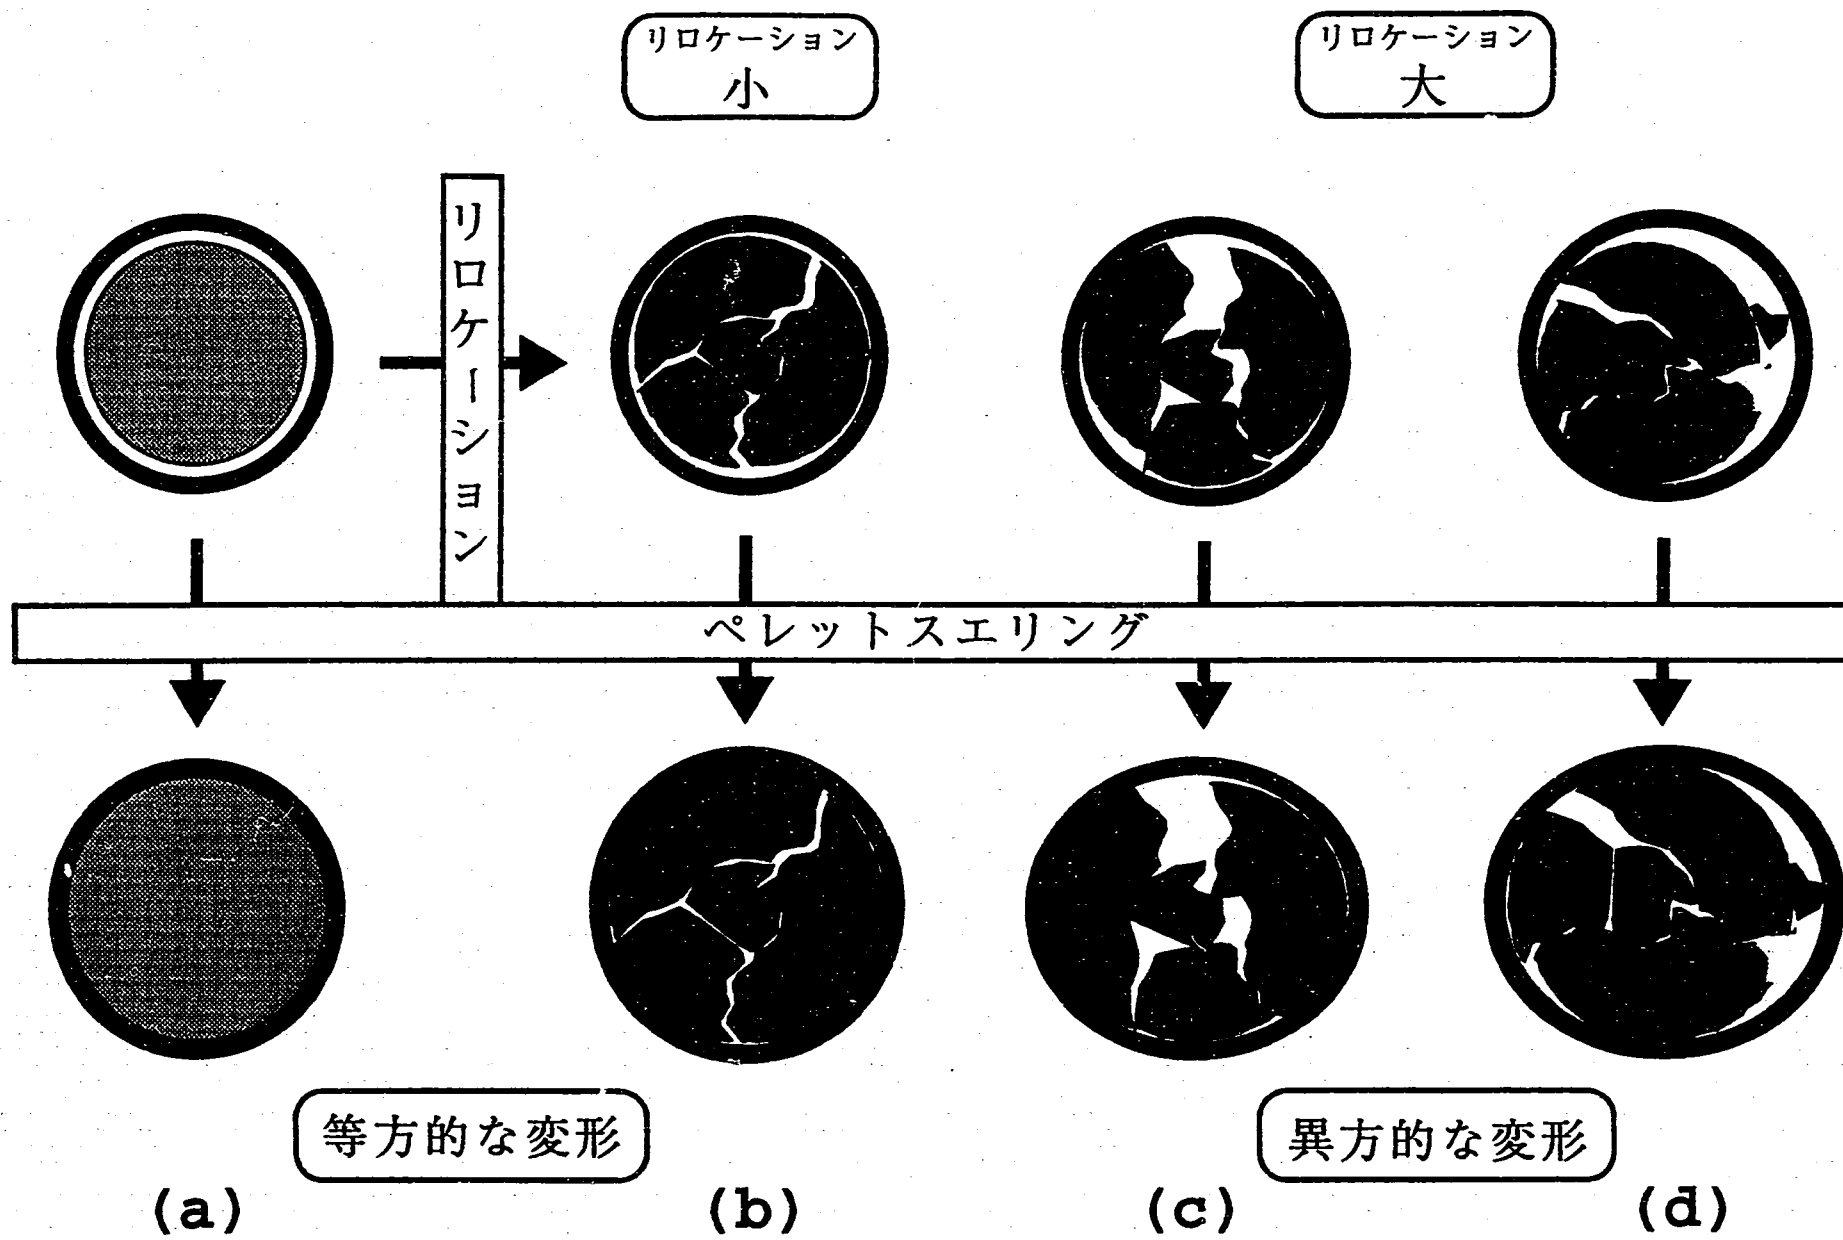 リロケーション
小
リロケーション
大
リロケーション
ペレットスエリング
等方的な変形
異方的な変形
(a)
(b)
(c)
(d)